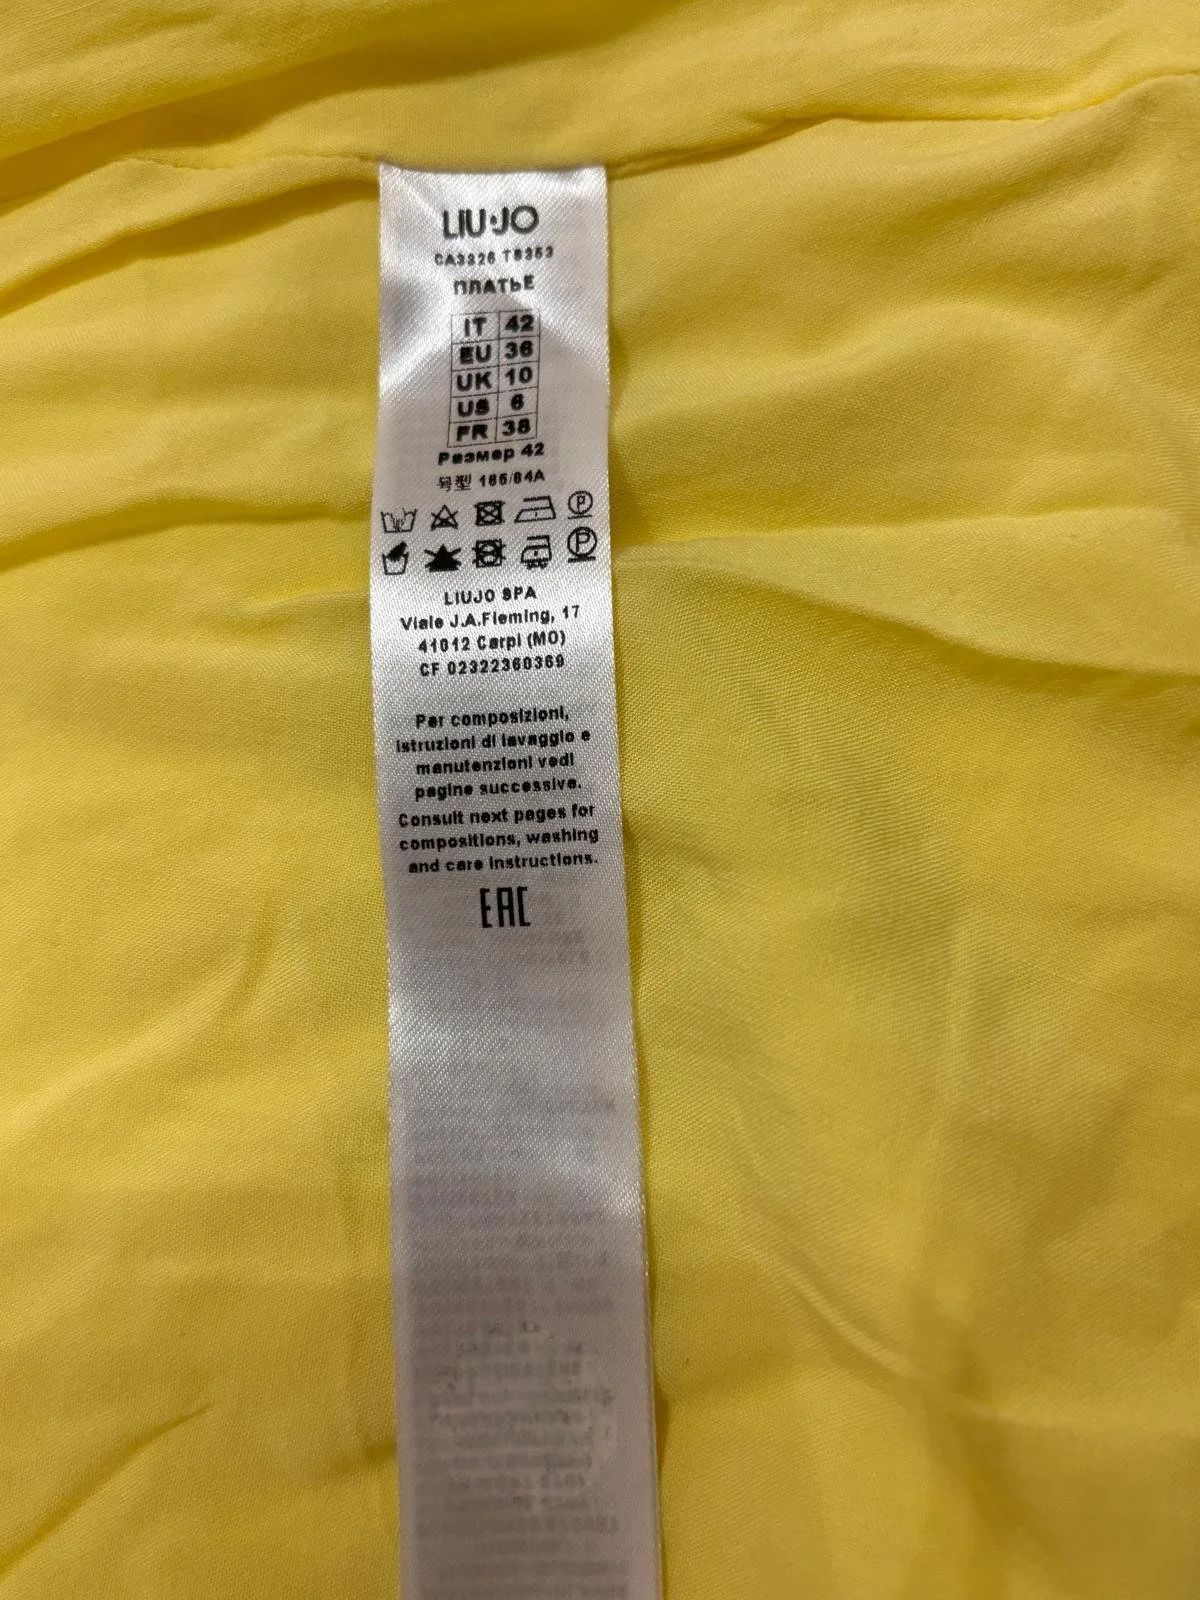 LIU·JO
CA3326 T8353
ПЛАТЬЕ
IT 42
EU 36
UK 10
US 6
FR 38
Размер 42
号型 165/84A
LIUJO SPA
Viale J.A.Fleming, 17
41012 Carpi (MO)
CF 02322360369
Per composizioni,
istruzioni di lavaggio e
manutenzioni vedi
pagine successive.
Consult next pages for
compositions, washing
and care instructions.
EAC